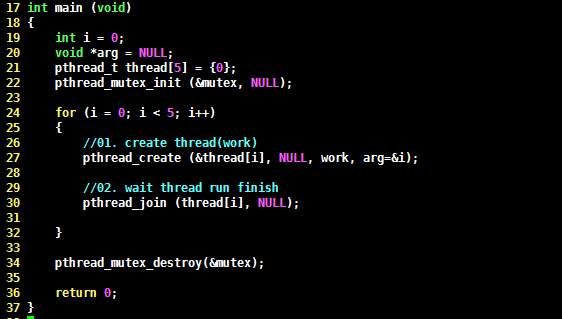 17 int main (void)
18 {
19     int i = 0;
20     void *arg = NULL;
21     pthread_t thread[5] = {0};
22     pthread_mutex_init (&mutex, NULL);
23
24     for (i = 0; i < 5; i++)
25     {
26         //01. create thread(work)
27         pthread_create (&thread[i], NULL, work, arg=&i);
28
29         //02. wait thread run finish
30         pthread_join (thread[i], NULL);
31
32     }
33
34     pthread_mutex_destroy(&mutex);
35
36     return 0;
37 }